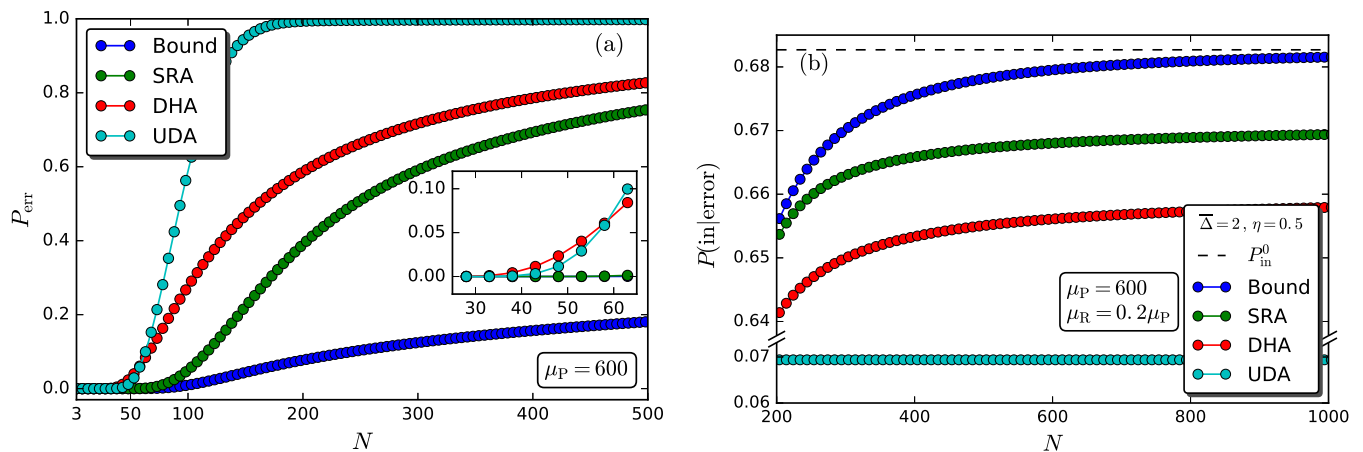 1.0
0.8
0.6
0.4
0.2
0.0
P_err
Bound
SRA
DHA
UDA
(a)
0.10
0.05
0.00
30 40 50 60
μ_P = 600
3 50 100 200 300 400 500
N
(b)
0.68
0.67
0.66
0.65
0.64
0.07
0.06
P(in|error)
μ_P = 600
μ_R = 0.2μ_P
Δ̅ = 2 , η = 0.5
P⁰_in
Bound
SRA
DHA
UDA
200 400 600 800 1000
N